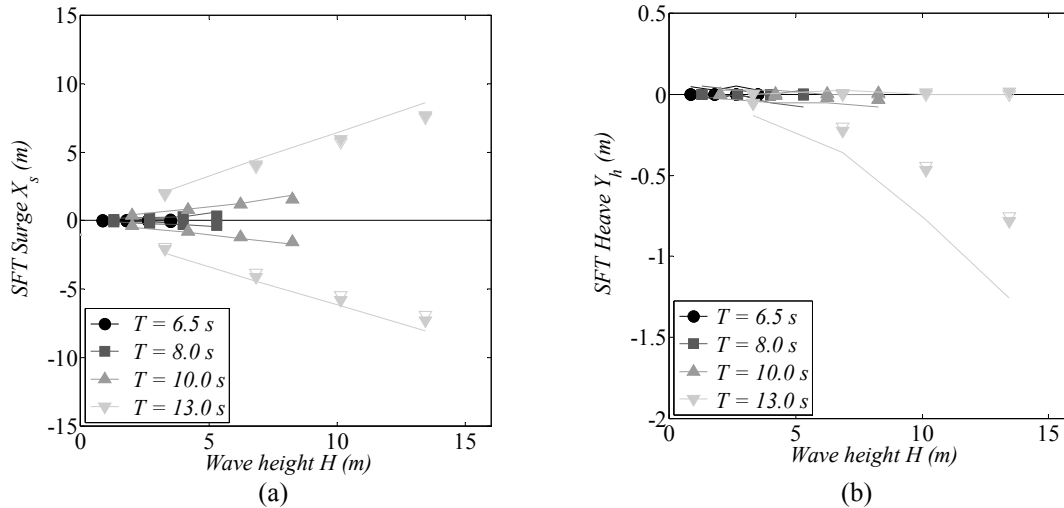 15
10
5
0
-5
-10
-15
SFT Surge X_s (m)
T = 6.5 s
T = 8.0 s
T = 10.0 s
T = 13.0 s
0 5 10 15
Wave height H (m)
(a)
0.5
0
-0.5
-1
-1.5
-2
SFT Heave Y_h (m)
T = 6.5 s
T = 8.0 s
T = 10.0 s
T = 13.0 s
0 5 10 15
Wave height H (m)
(b)